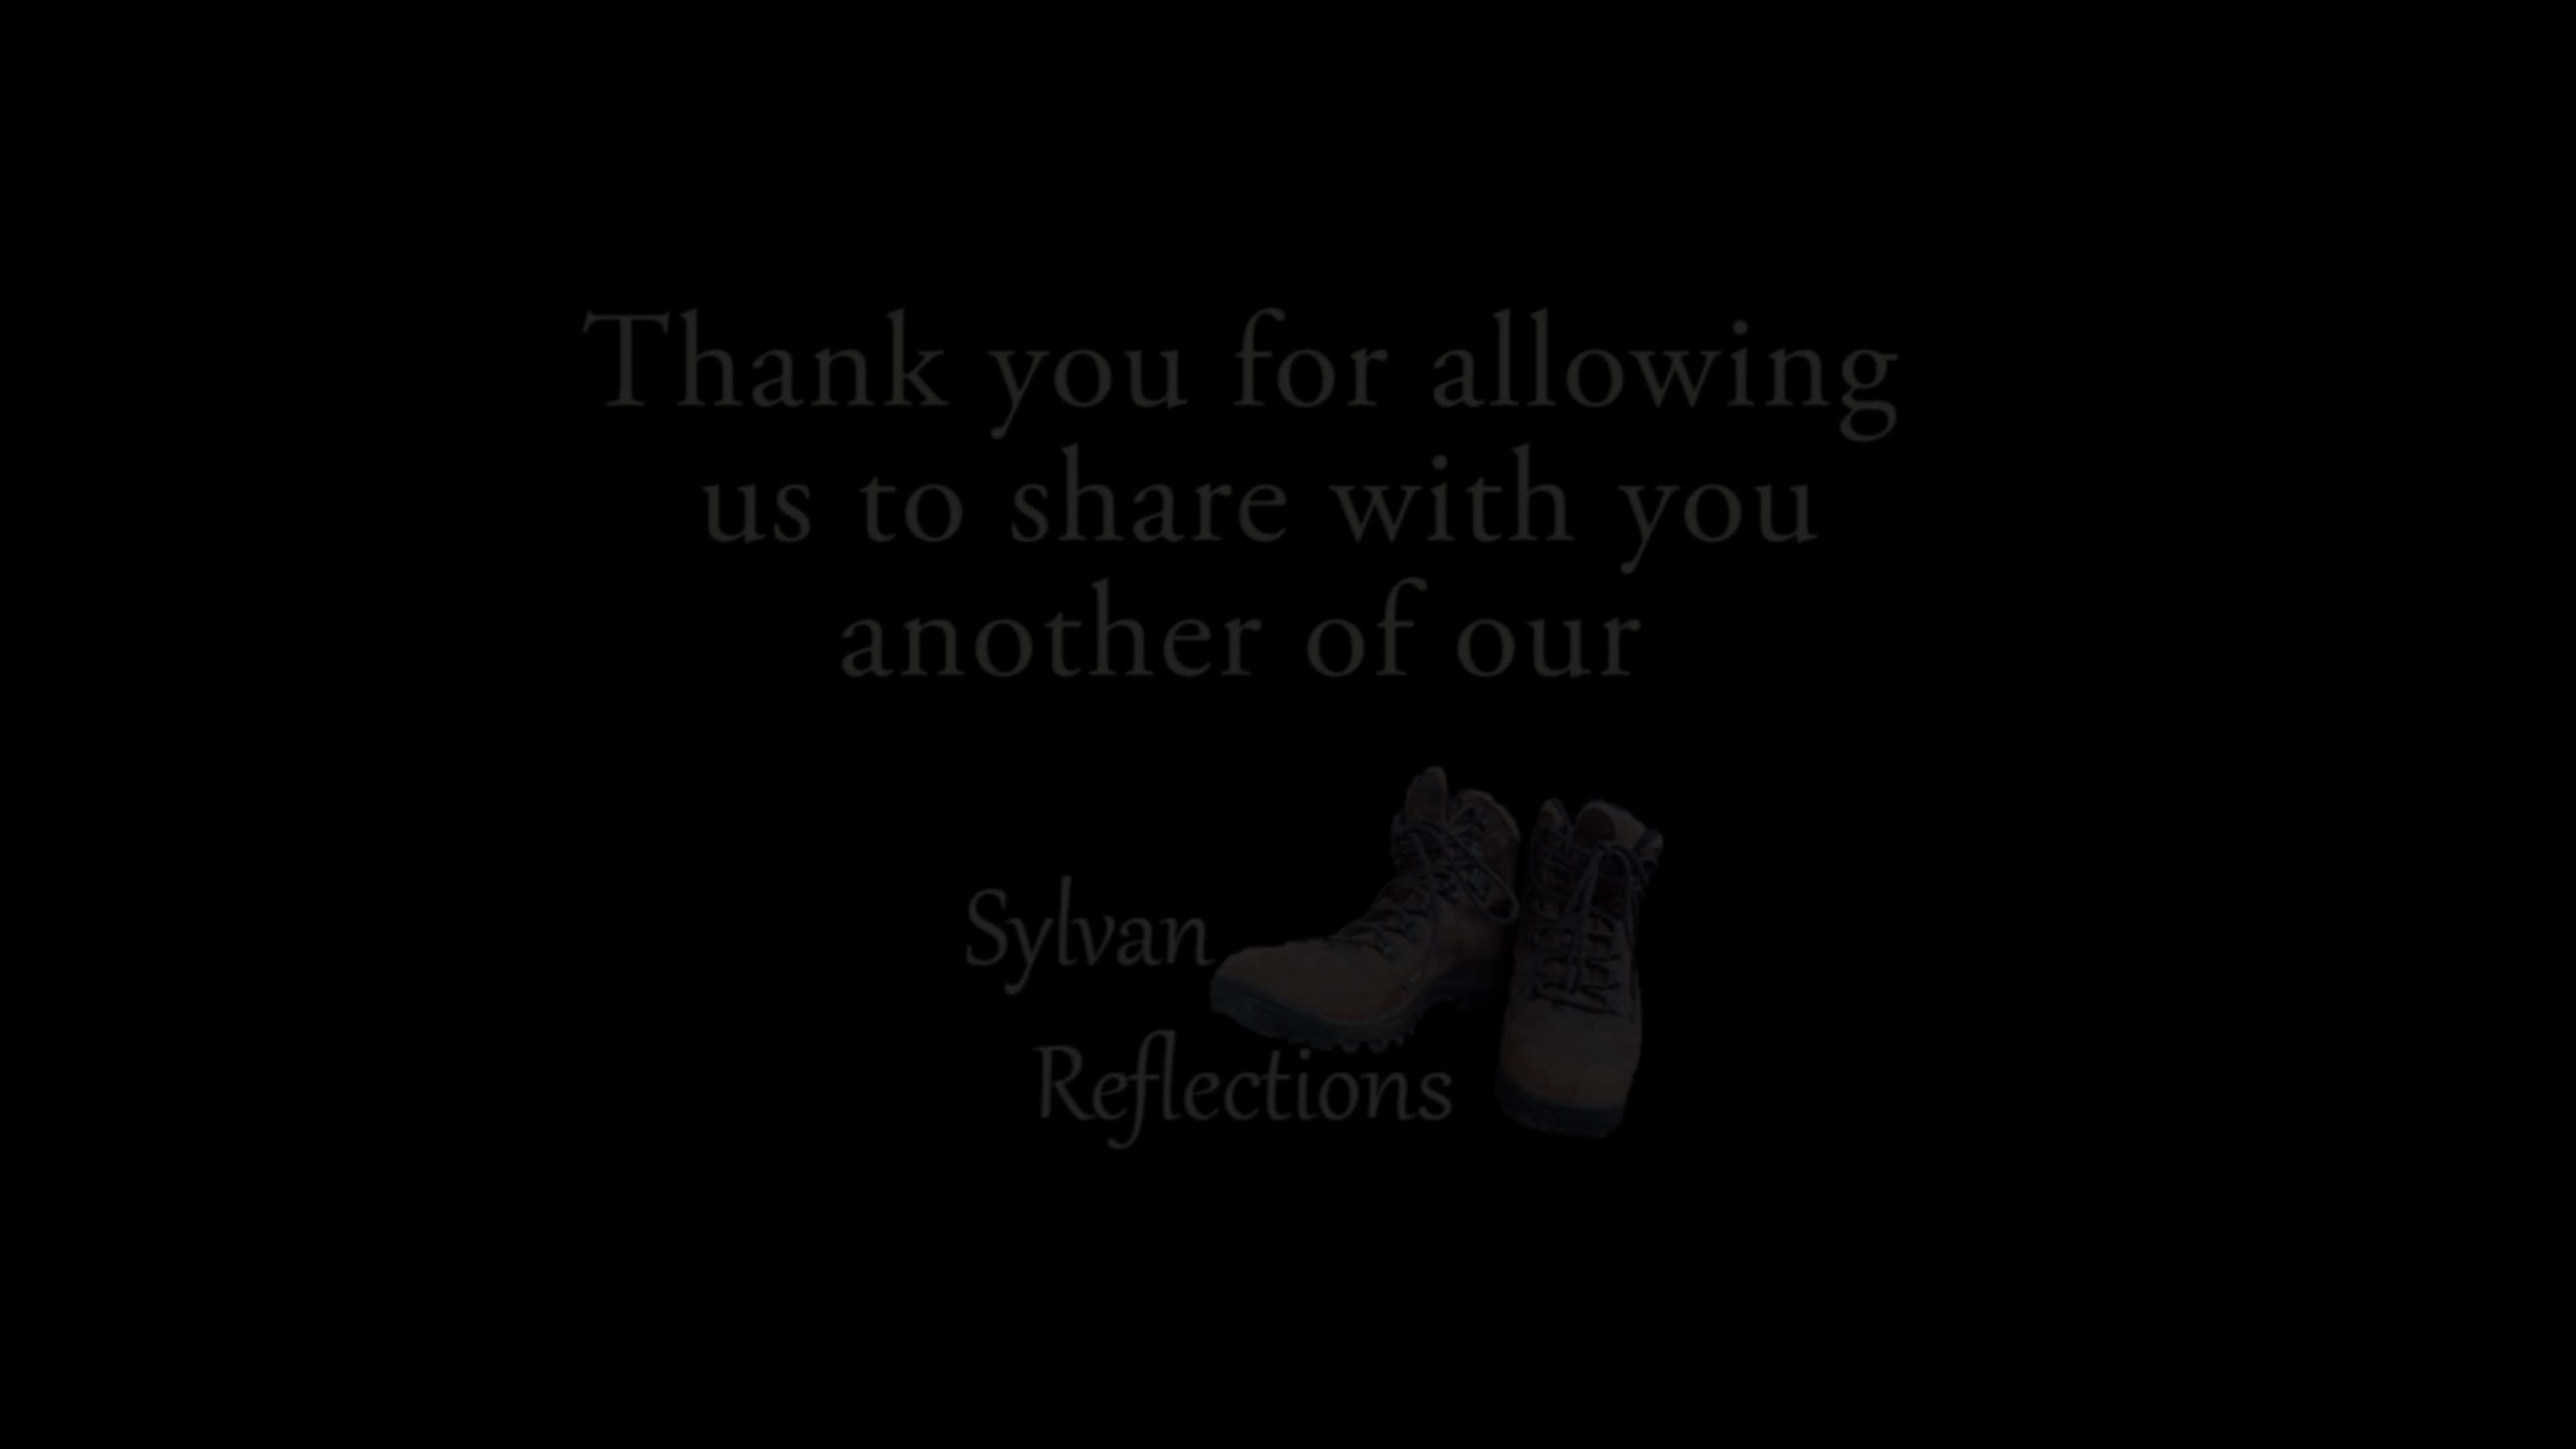 Thank you for allowing
us to share with you
another of our
Sylvan
Reflections